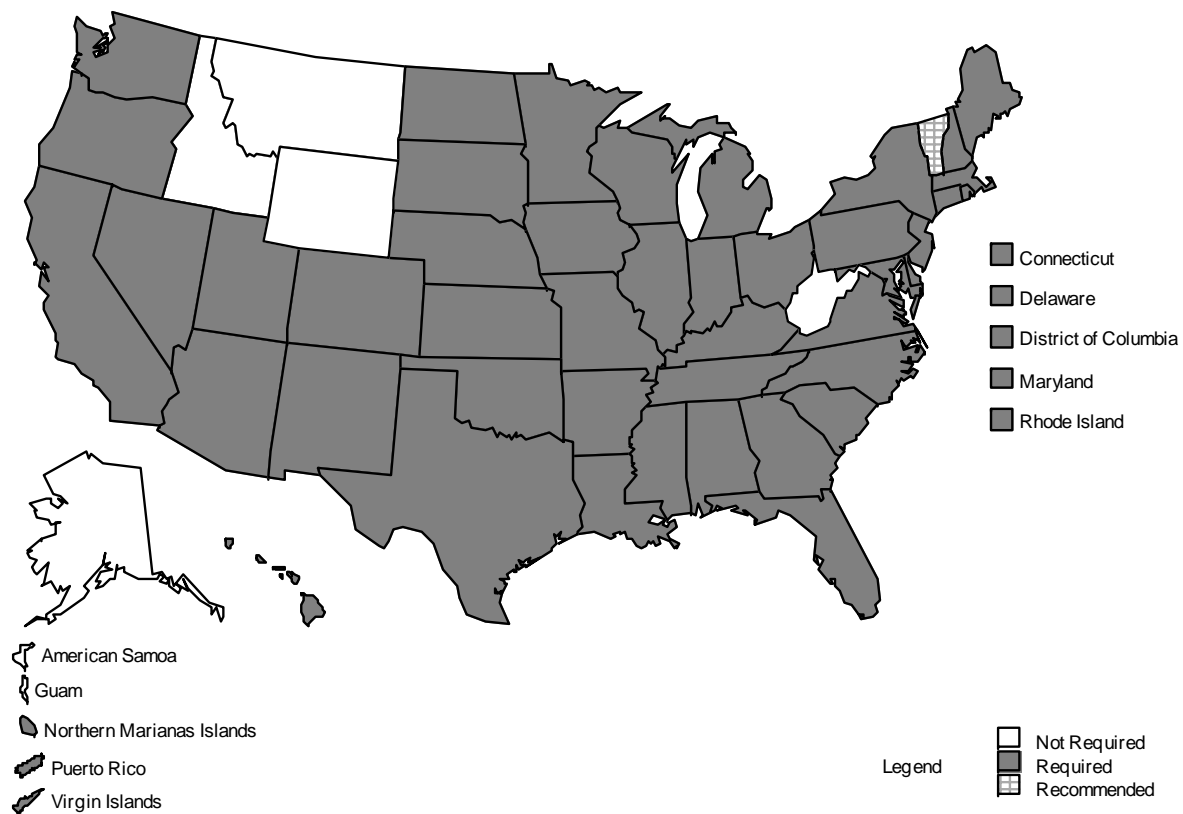 Connecticut
Delaware
District of Columbia
Maryland
Rhode Island
American Samoa
Guam
Northern Marianas Islands
Puerto Rico
Virgin Islands
Legend
Not Required
Required
Recommended